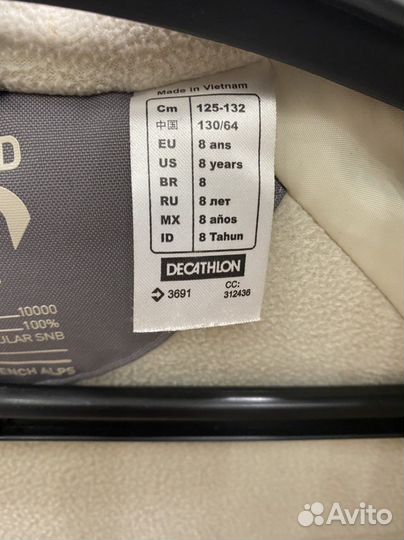 Made in Vietnam
Cm 125-132
中国 130/64
EU 8 ans
US 8 years
BR 8
RU 8 лет
MX 8 años
ID 8 Tahun
DECATHLON
3691 CC: 312436
D
10000
100%
ULAR SNB
ENCH ALPS
Avito